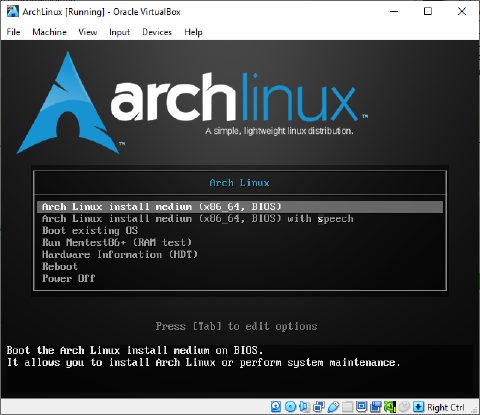 ArchLinux [Running] - Oracle VirtualBox
File Machine View Input Devices Help
archlinux™
A simple, lightweight linux distribution.
™
Arch Linux
Arch Linux install medium (x86_64, BIOS)
Arch Linux install medium (x86_64, BIOS) with speech
Boot existing OS
Run Memtest86+ (RAM test)
Hardware Information (HDT)
Reboot
Power Off
Press [Tab] to edit options
Boot the Arch Linux install medium on BIOS.
It allows you to install Arch Linux or perform system maintenance.
Right Ctrl